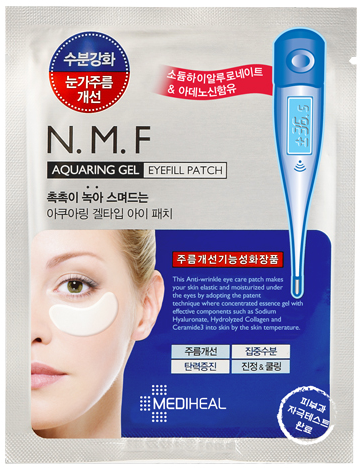 수분강화
눈가주름
개선
소듐하이알루로네이트
& 아데노신함유
36.5
N.M.F
AQUARING GEL EYEFILL PATCH
촉촉이 녹아 스며드는
아쿠아링 겔타입 아이 패치
주름개선기능성화장품
This Anti-wrinkle eye care patch makes
your skin elastic and moisturized under
the eyes by adopting the patent
technique where concentrated essence gel with
effective components such as Sodium
Hyaluronate, Hydrolyzed Collagen and
Ceramide3 into skin by the skin temperature.
주름개선 집중수분
탄력증진 진정 & 쿨링
MEDIHEAL
피부과
자극테스트
완료